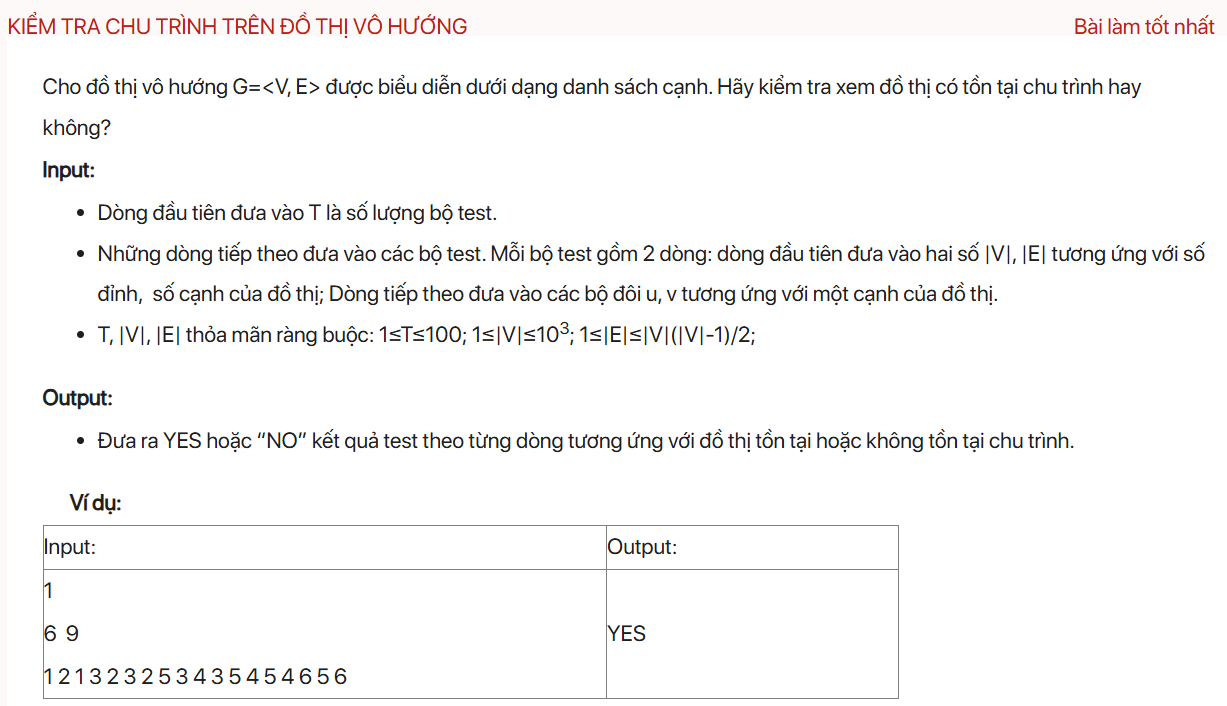 KIỂM TRA CHU TRÌNH TRÊN ĐỒ THỊ VÔ HƯỚNG
Bài làm tốt nhất
Cho đồ thị vô hướng G=<V, E> được biểu diễn dưới dạng danh sách cạnh. Hãy kiểm tra xem đồ thị có tồn tại chu trình hay
không?
Input:
• Dòng đầu tiên đưa vào T là số lượng bộ test.
• Những dòng tiếp theo đưa vào các bộ test. Mỗi bộ test gồm 2 dòng: dòng đầu tiên đưa vào hai số |V|, |E| tương ứng với số
đỉnh, số cạnh của đồ thị; Dòng tiếp theo đưa vào các bộ đôi u, v tương ứng với một cạnh của đồ thị.
• T, |V|, |E| thỏa mãn ràng buộc: 1≤T≤100; 1≤|V|≤10³; 1≤|E|≤|V|(|V|-1)/2;
Output:
• Đưa ra YES hoặc “NO” kết quả test theo từng dòng tương ứng với đồ thị tồn tại hoặc không tồn tại chu trình.
Ví dụ:
Input:
Output:
1
6 9
1 2 1 3 2 3 2 5 3 4 3 5 4 5 4 6 5 6
YES